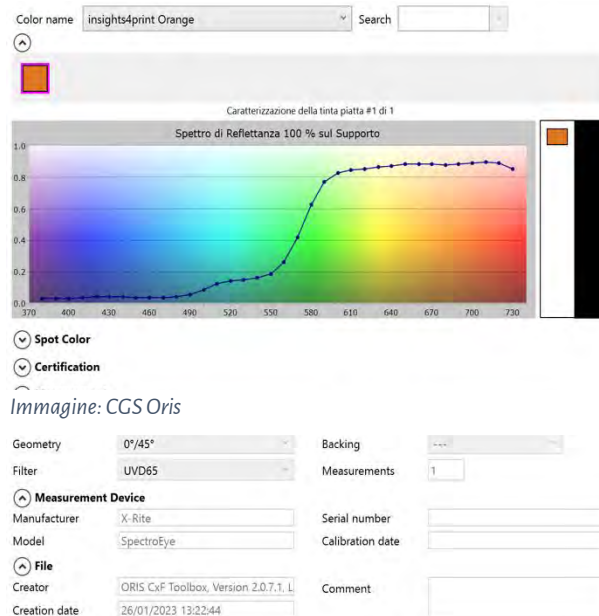 Color name insights4print Orange Search
Caratterizzazione della tinta piatta #1 di 1
Spettro di Reflettanza 100 % sul Supporto
1.0
0.8
0.6
0.4
0.2
0.0
370 400 430 460 490 520 550 580 610 640 670 700 730
Spot Color
Certification
Immagine: CGS Oris
Geometry 0°/45° Backing ---
Filter UVD65 Measurements 1
Measurement Device
Manufacturer X-Rite Serial number
Model SpectroEye Calibration date
File
Creator ORIS CxF Toolbox, Version 2.0.7.1, L Comment
Creation date 26/01/2023 13:22:44